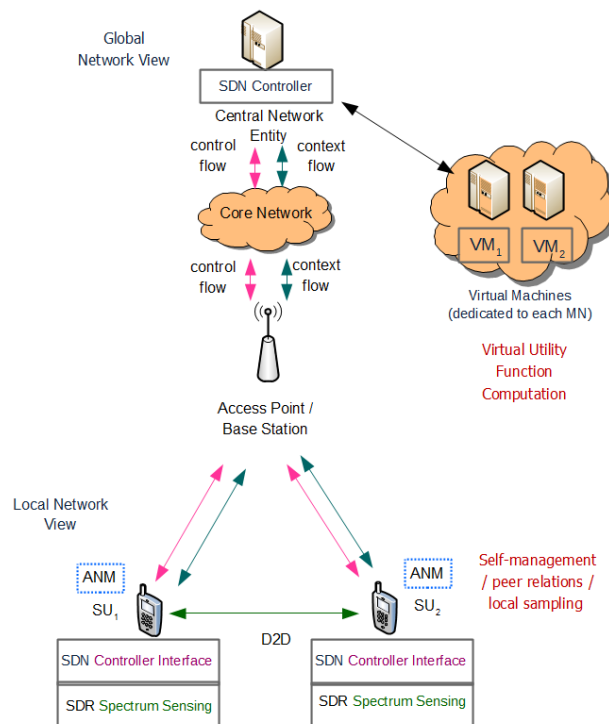 Global
Network View
SDN Controller
Central Network
Entity
control
flow
context
flow
Core Network
control
flow
context
flow
VM1
VM2
Virtual Machines
(dedicated to each MN)
Virtual Utility
Function
Computation
Access Point /
Base Station
Local Network
View
ANM
SU1
ANM
SU2
Self-management
/ peer relations /
local sampling
D2D
SDN Controller Interface
SDR Spectrum Sensing
SDN Controller Interface
SDR Spectrum Sensing